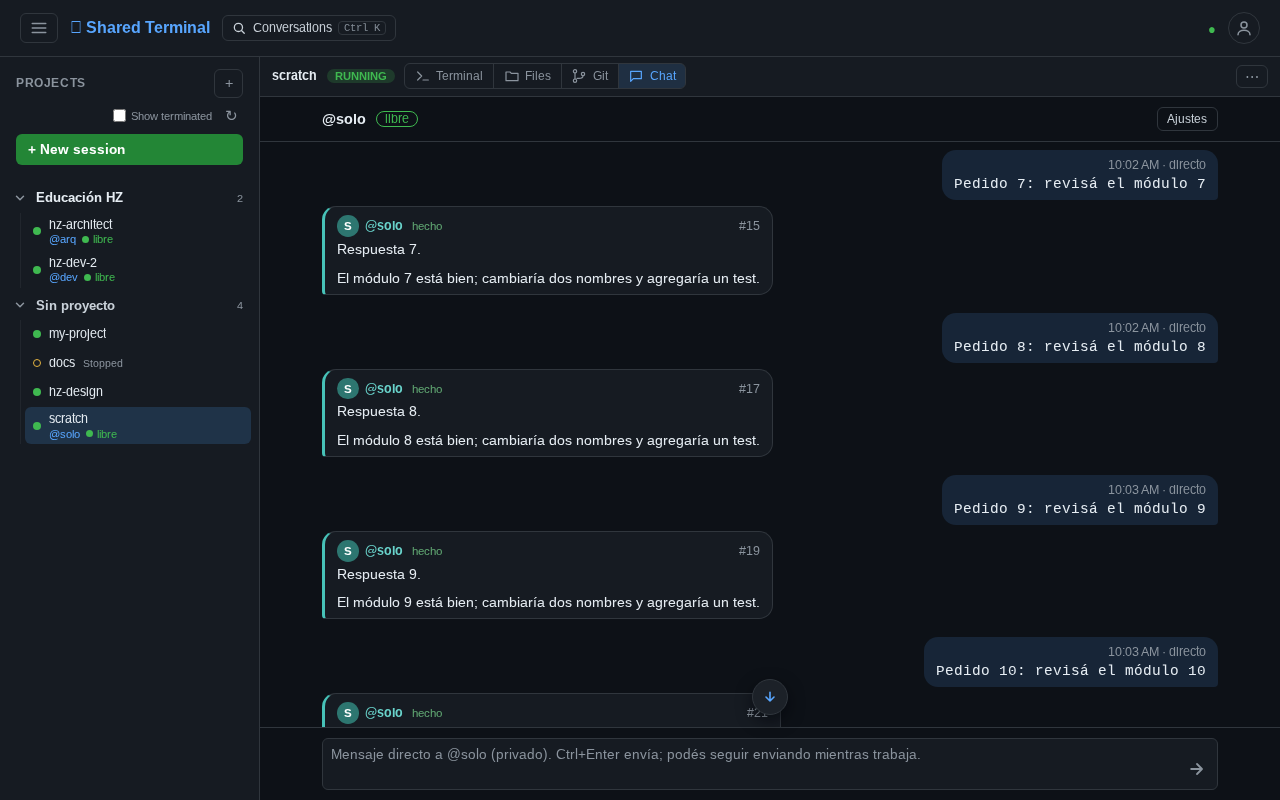 Shared Terminal
Conversations Ctrl K
PROJECTS
+
Show terminated
+ New session
Educación HZ 2
hz-architect
@arq libre
hz-dev-2
@dev libre
Sin proyecto 4
my-project
docs Stopped
hz-design
scratch
@solo libre
scratch RUNNING Terminal Files Git Chat
@solo libre Ajustes
10:02 AM · directo
Pedido 7: revisá el módulo 7
S @solo hecho #15
Respuesta 7.
El módulo 7 está bien; cambiaría dos nombres y agregaría un test.
10:02 AM · directo
Pedido 8: revisá el módulo 8
S @solo hecho #17
Respuesta 8.
El módulo 8 está bien; cambiaría dos nombres y agregaría un test.
10:03 AM · directo
Pedido 9: revisá el módulo 9
S @solo hecho #19
Respuesta 9.
El módulo 9 está bien; cambiaría dos nombres y agregaría un test.
10:03 AM · directo
Pedido 10: revisá el módulo 10
S @solo hecho #21
Mensaje directo a @solo (privado). Ctrl+Enter envía; podés seguir enviando mientras trabaja.